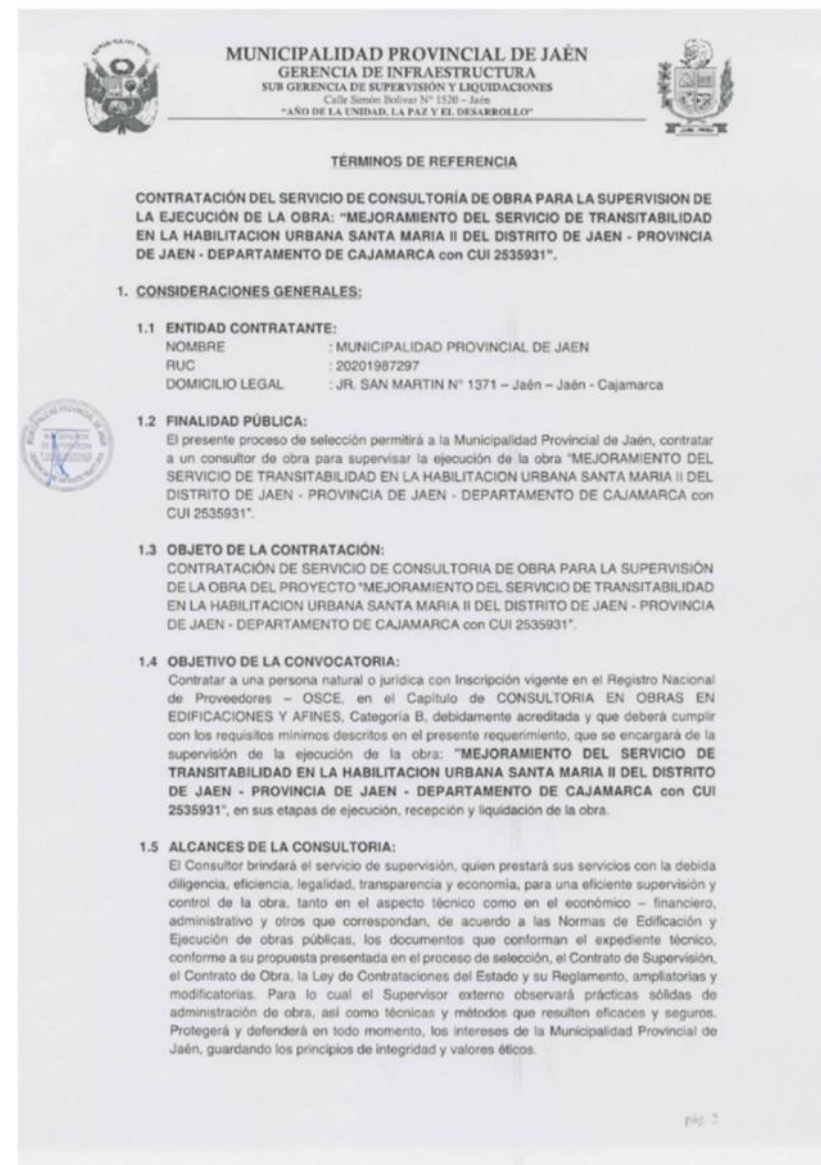 MUNICIPALIDAD PROVINCIAL DE JAÉN
GERENCIA DE INFRAESTRUCTURA
SUB GERENCIA DE SUPERVISIÓN Y LIQUIDACIONES
Calle Simón Bolívar N° 1520 – Jaén
"AÑO DE LA UNIDAD, LA PAZ Y EL DESARROLLO"
TÉRMINOS DE REFERENCIA
CONTRATACIÓN DEL SERVICIO DE CONSULTORÍA DE OBRA PARA LA SUPERVISION DE
LA EJECUCIÓN DE LA OBRA: "MEJORAMIENTO DEL SERVICIO DE TRANSITABILIDAD
EN LA HABILITACION URBANA SANTA MARIA II DEL DISTRITO DE JAEN - PROVINCIA
DE JAEN - DEPARTAMENTO DE CAJAMARCA con CUI 2535931".
1. CONSIDERACIONES GENERALES:
1.1 ENTIDAD CONTRATANTE:
NOMBRE : MUNICIPALIDAD PROVINCIAL DE JAEN
RUC : 20201987297
DOMICILIO LEGAL : JR. SAN MARTIN N° 1371 – Jaén – Jaén - Cajamarca
1.2 FINALIDAD PÚBLICA:
El presente proceso de selección permitirá a la Municipalidad Provincial de Jaén, contratar
a un consultor de obra para supervisar la ejecución de la obra "MEJORAMIENTO DEL
SERVICIO DE TRANSITABILIDAD EN LA HABILITACION URBANA SANTA MARIA II DEL
DISTRITO DE JAEN - PROVINCIA DE JAEN - DEPARTAMENTO DE CAJAMARCA con
CUI 2535931".
1.3 OBJETO DE LA CONTRATACIÓN:
CONTRATACIÓN DE SERVICIO DE CONSULTORIA DE OBRA PARA LA SUPERVISIÓN
DE LA OBRA DEL PROYECTO "MEJORAMIENTO DEL SERVICIO DE TRANSITABILIDAD
EN LA HABILITACION URBANA SANTA MARIA II DEL DISTRITO DE JAEN - PROVINCIA
DE JAEN - DEPARTAMENTO DE CAJAMARCA con CUI 2535931".
1.4 OBJETIVO DE LA CONVOCATORIA:
Contratar a una persona natural o jurídica con Inscripción vigente en el Registro Nacional
de Proveedores – OSCE, en el Capítulo de CONSULTORIA EN OBRAS EN
EDIFICACIONES Y AFINES, Categoría B, debidamente acreditada y que deberá cumplir
con los requisitos mínimos descritos en el presente requerimiento, que se encargará de la
supervisión de la ejecución de la obra: "MEJORAMIENTO DEL SERVICIO DE
TRANSITABILIDAD EN LA HABILITACION URBANA SANTA MARIA II DEL DISTRITO
DE JAEN - PROVINCIA DE JAEN - DEPARTAMENTO DE CAJAMARCA con CUI
2535931", en sus etapas de ejecución, recepción y liquidación de la obra.
1.5 ALCANCES DE LA CONSULTORIA:
El Consultor brindará el servicio de supervisión, quien prestará sus servicios con la debida
diligencia, eficiencia, legalidad, transparencia y economía, para una eficiente supervisión y
control de la obra, tanto en el aspecto técnico como en el económico – financiero,
administrativo y otros que correspondan, de acuerdo a las Normas de Edificación y
Ejecución de obras públicas, los documentos que conforman el expediente técnico,
conforme a su propuesta presentada en el proceso de selección, el Contrato de Supervisión,
el Contrato de Obra, la Ley de Contrataciones del Estado y su Reglamento, ampliatorias y
modificatorias. Para lo cual el Supervisor externo observará prácticas sólidas de
administración de obra, así como técnicas y métodos que resulten eficaces y seguros.
Protegerá y defenderá en todo momento, los intereses de la Municipalidad Provincial de
Jaén, guardando los principios de integridad y valores éticos.
pág. 2